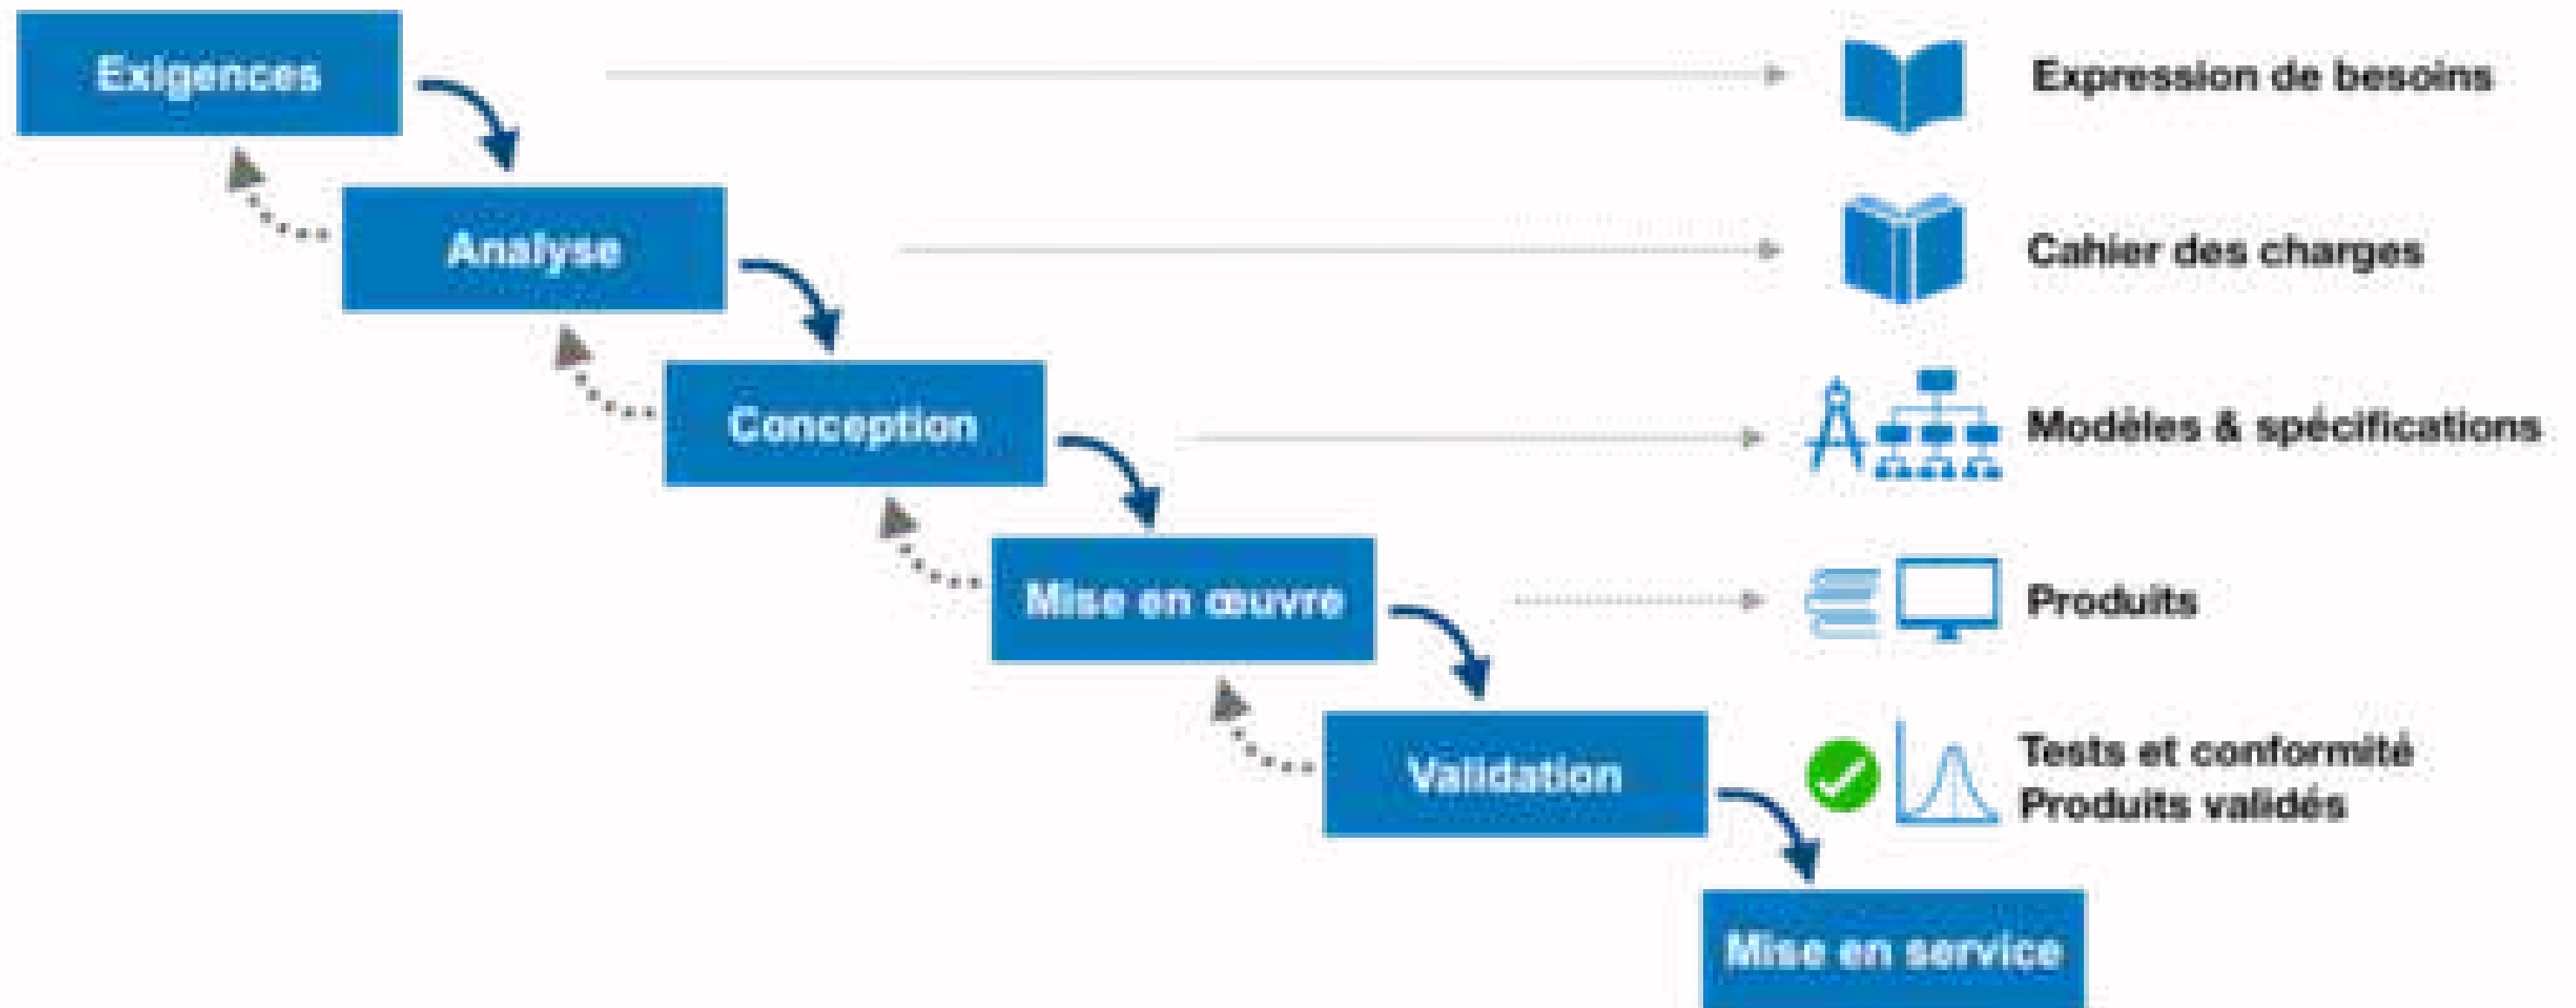 Exigences
Expression de besoins
Analyse
Cahier des charges
Conception
Modèles & spécifications
Mise en œuvre
Produits
Validation
Tests et conformité
Produits validés
Mise en service